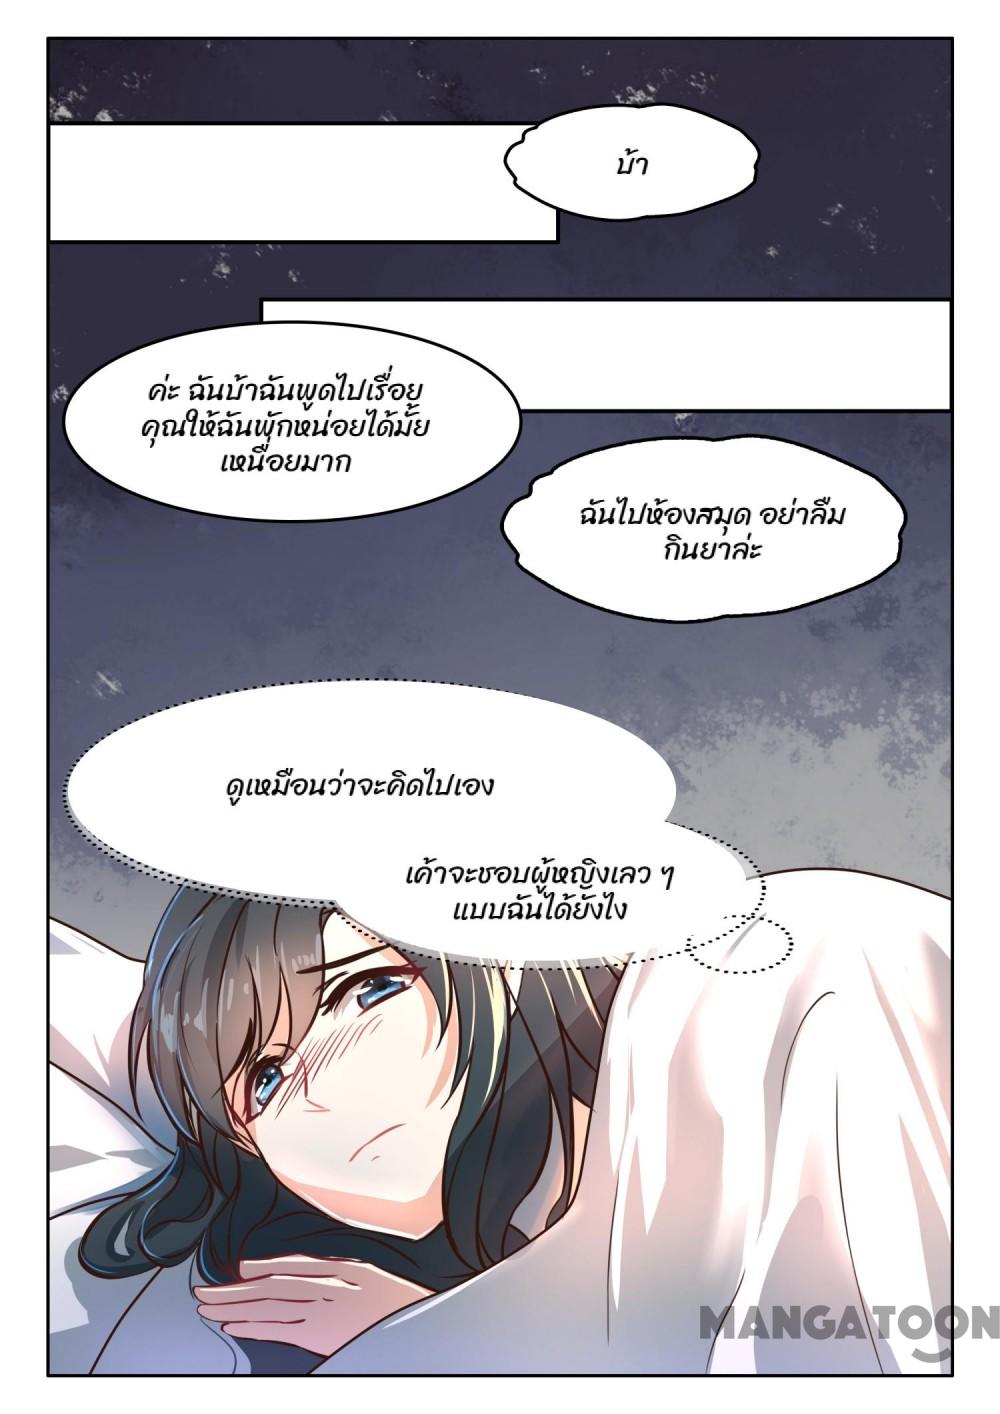 บ้า
ค่ะ ฉันบ้าฉันพูดไปเรื่อย
คุณให้ฉันพักหน่อยได้มั้ย
เหนื่อยมาก
ฉันไปห้องสมุด อย่าลืม
กินยาล่ะ
ดูเหมือนว่าจะคิดไปเอง
เค้าจะชอบผู้หญิงเลว ๆ
แบบฉันได้ยังไง
MANGATOON